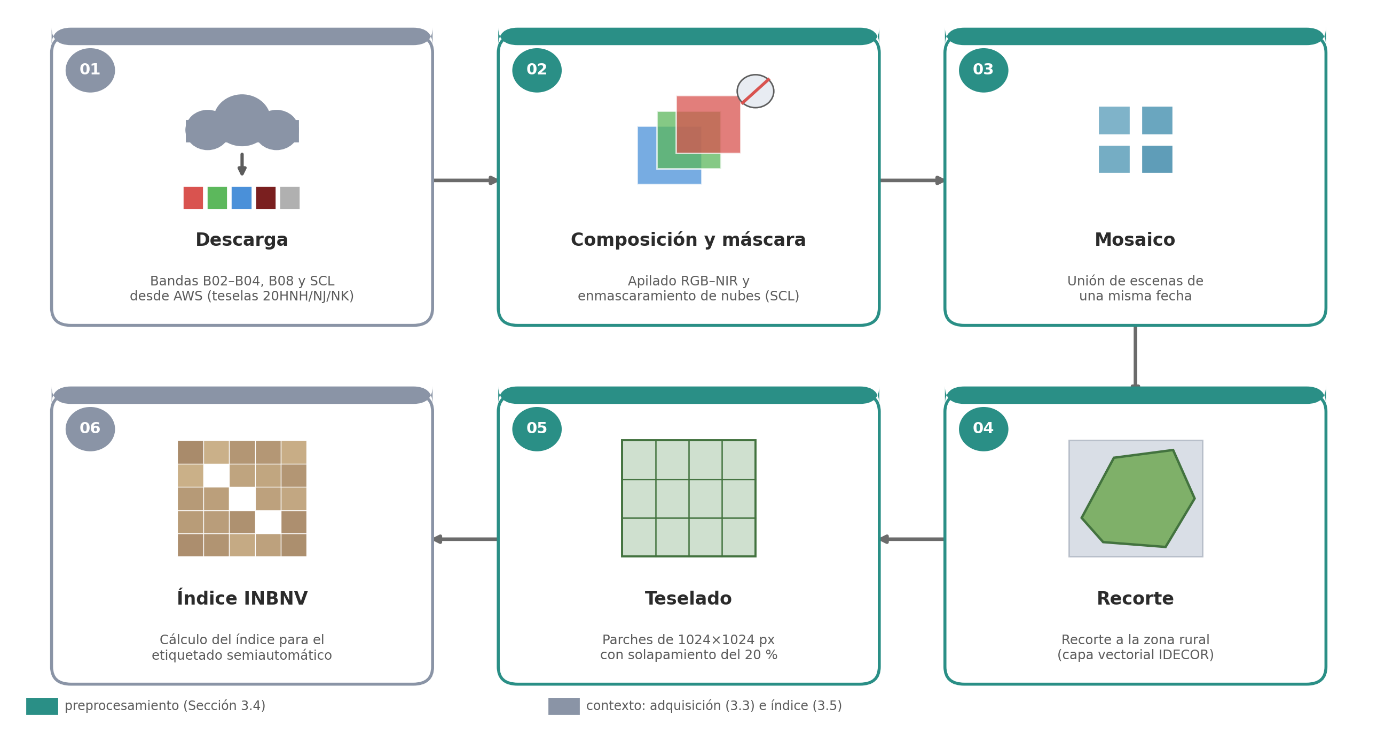 01
Descarga
Bandas B02–B04, B08 y SCL
desde AWS (teselas 20HNH/NJ/NK)
02
Composición y máscara
Apilado RGB–NIR y
enmascaramiento de nubes (SCL)
03
Mosaico
Unión de escenas de
una misma fecha
04
Recorte
Recorte a la zona rural
(capa vectorial IDECOR)
05
Teselado
Parches de 1024×1024 px
con solapamiento del 20 %
06
Índice INBNV
Cálculo del índice para el
etiquetado semiautomático
preprocesamiento (Sección 3.4)
contexto: adquisición (3.3) e índice (3.5)